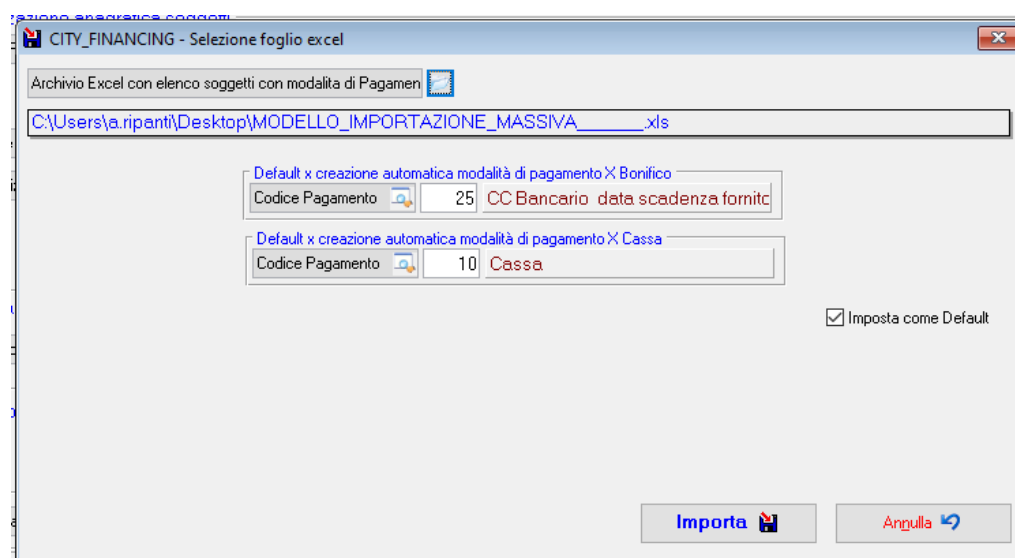 CITY_FINANCING - Selezione foglio excel
Archivio Excel con elenco soggetti con modalita di Pagamen
C:\Users\a.ripanti\Desktop\MODELLO_IMPORTAZIONE_MASSIVA_______.xls
Default x creazione automatica modalità di pagamento X Bonifico
Codice Pagamento 25 CC Bancario data scadenza fornitc
Default x creazione automatica modalità di pagamento X Cassa
Codice Pagamento 10 Cassa
Imposta come Default
Importa Annulla